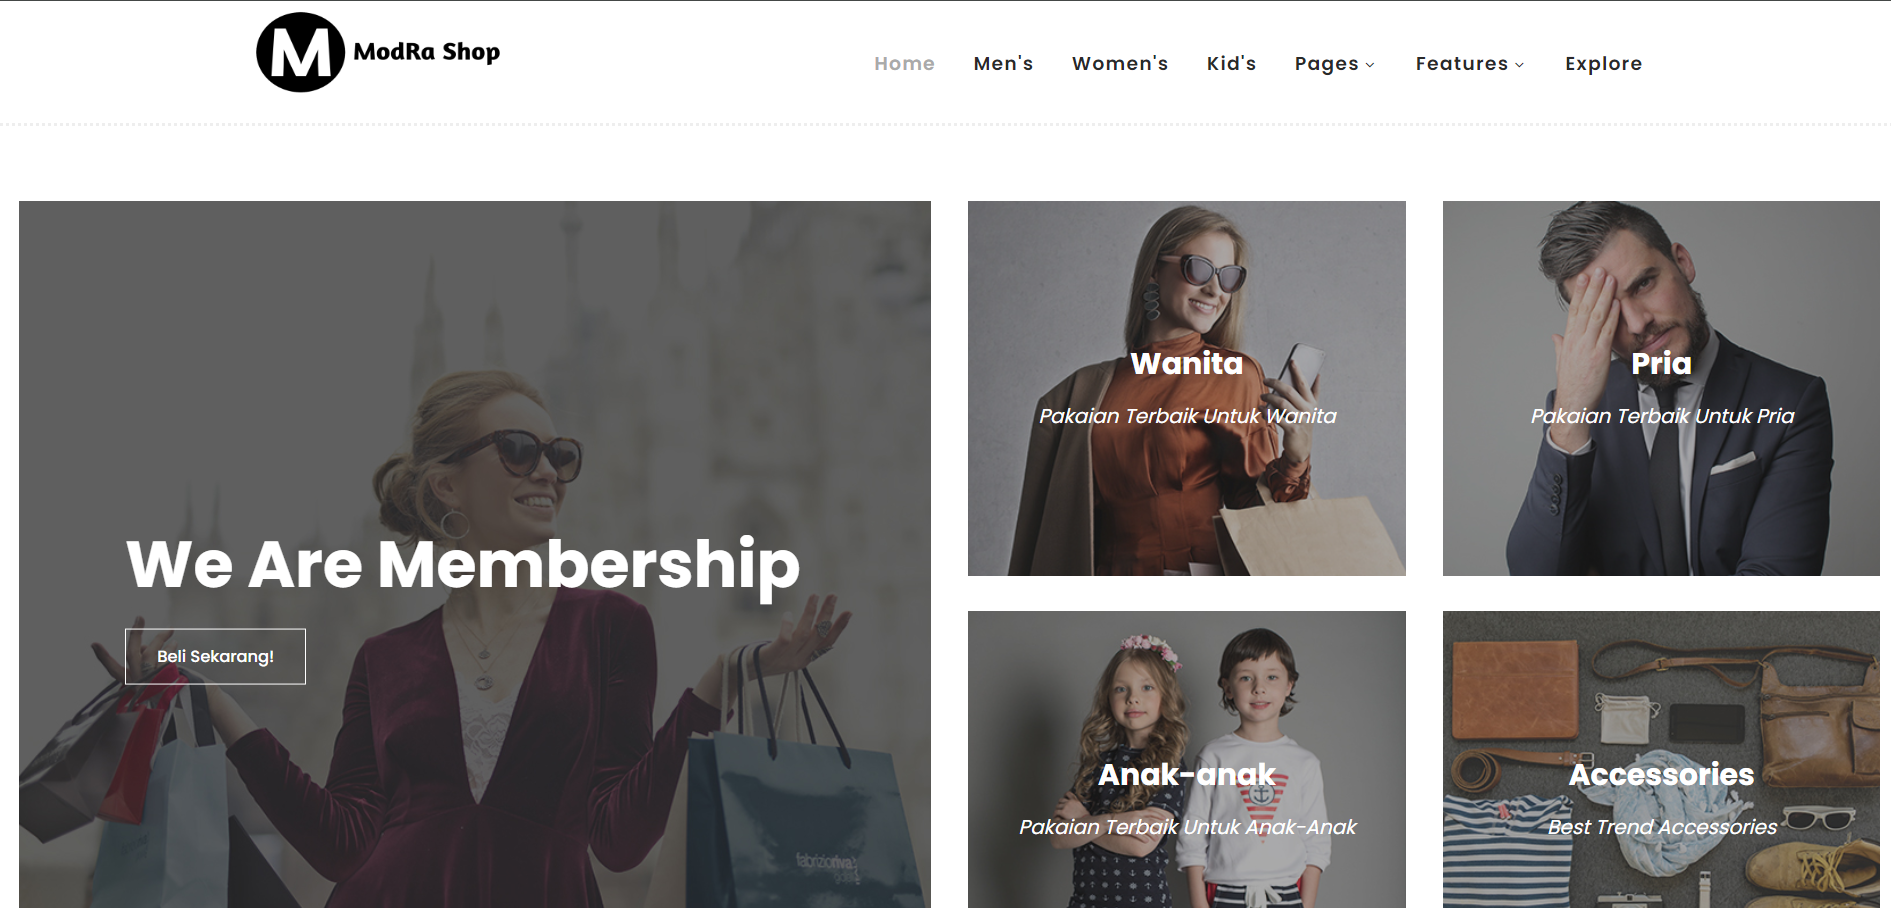 M ModRa Shop
Home Men's Women's Kid's Pages Features Explore
We Are Membership
Beli Sekarang!
fabrizioriva
Wanita
Pakaian Terbaik Untuk Wanita
Pria
Pakaian Terbaik Untuk Pria
Anak-anak
Pakaian Terbaik Untuk Anak-Anak
Accessories
Best Trend Accessories